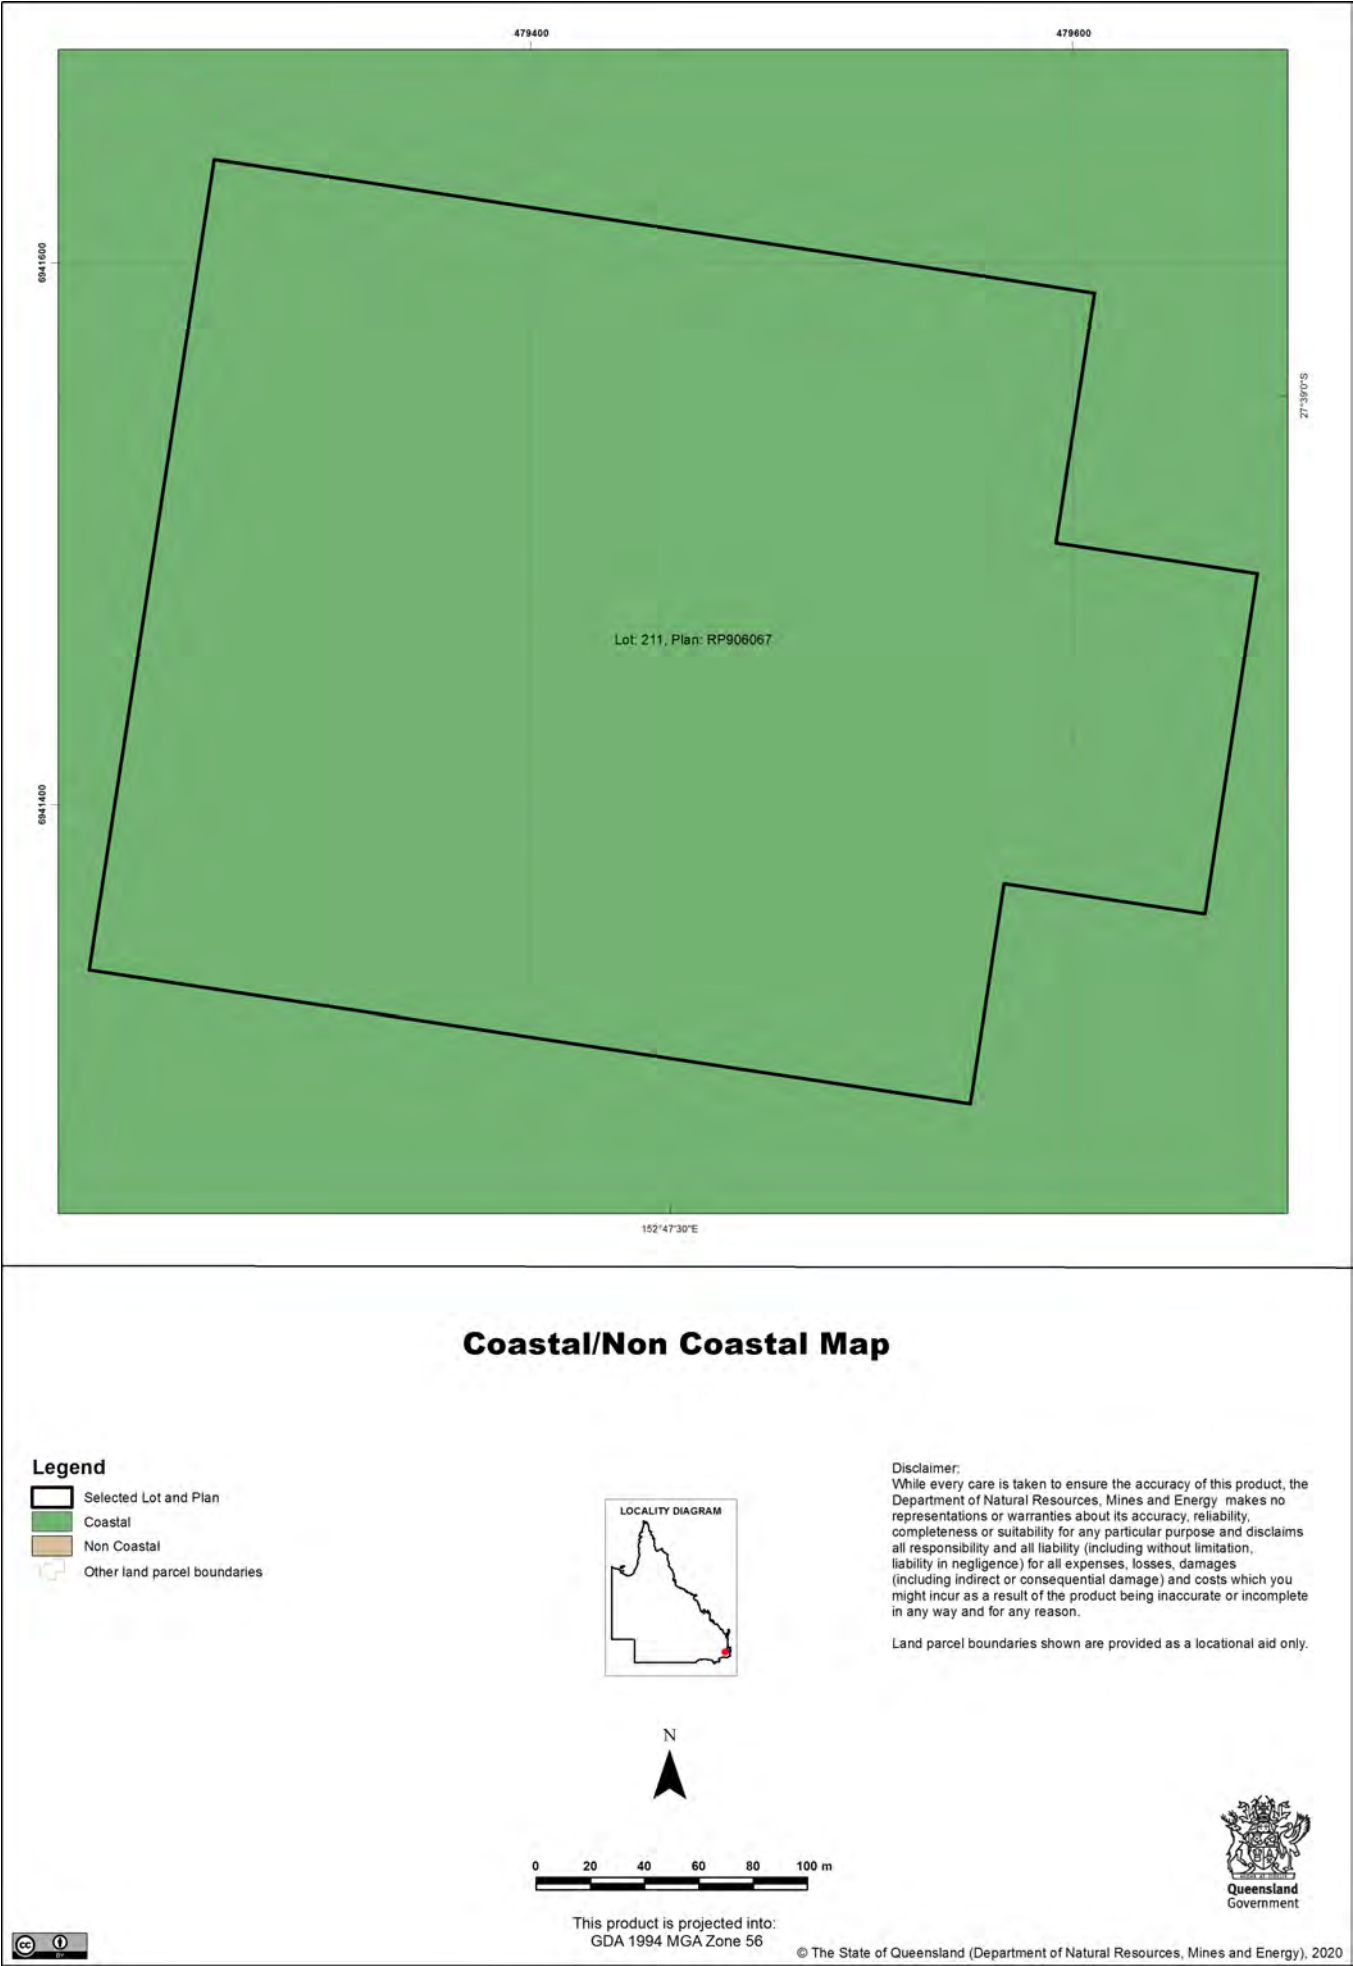 479400
479600
6941600
27°39'0"S
Lot: 211, Plan: RP906067
6941400
152°47'30"E
Coastal/Non Coastal Map
Legend
Selected Lot and Plan
Coastal
Non Coastal
Other land parcel boundaries
LOCALITY DIAGRAM
Disclaimer:
While every care is taken to ensure the accuracy of this product, the
Department of Natural Resources, Mines and Energy makes no
representations or warranties about its accuracy, reliability,
completeness or suitability for any particular purpose and disclaims
all responsibility and all liability (including without limitation,
liability in negligence) for all expenses, losses, damages
(including indirect or consequential damage) and costs which you
might incur as a result of the product being inaccurate or incomplete
in any way and for any reason.
Land parcel boundaries shown are provided as a locational aid only.
N
0 20 40 60 80 100 m
This product is projected into:
GDA 1994 MGA Zone 56
Queensland
Government
cc
BY
© The State of Queensland (Department of Natural Resources, Mines and Energy), 2020